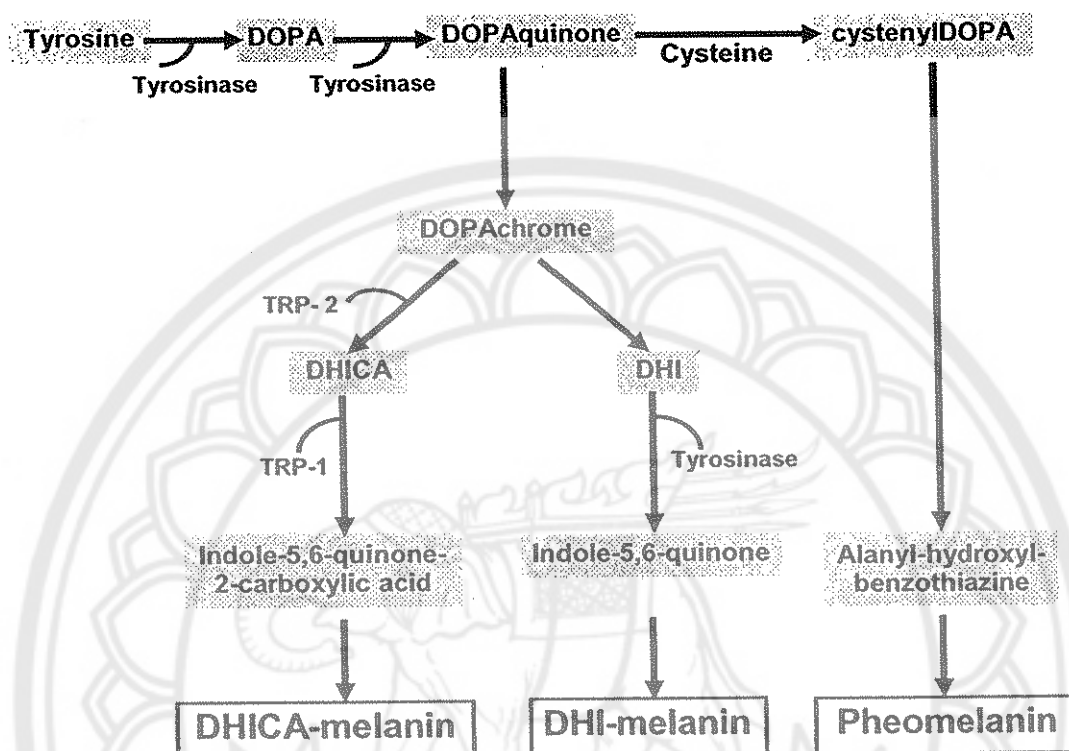 Tyrosine
DOPA
DOPAquinone
cystenylDOPA
Tyrosinase
Tyrosinase
Cysteine
DOPAchrome
TRP- 2
DHICA
DHI
TRP-1
Tyrosinase
Indole-5,6-quinone-
2-carboxylic acid
Indole-5,6-quinone
Alanyl-hydroxyl-
benzothiazine
DHICA-melanin
DHI-melanin
Pheomelanin